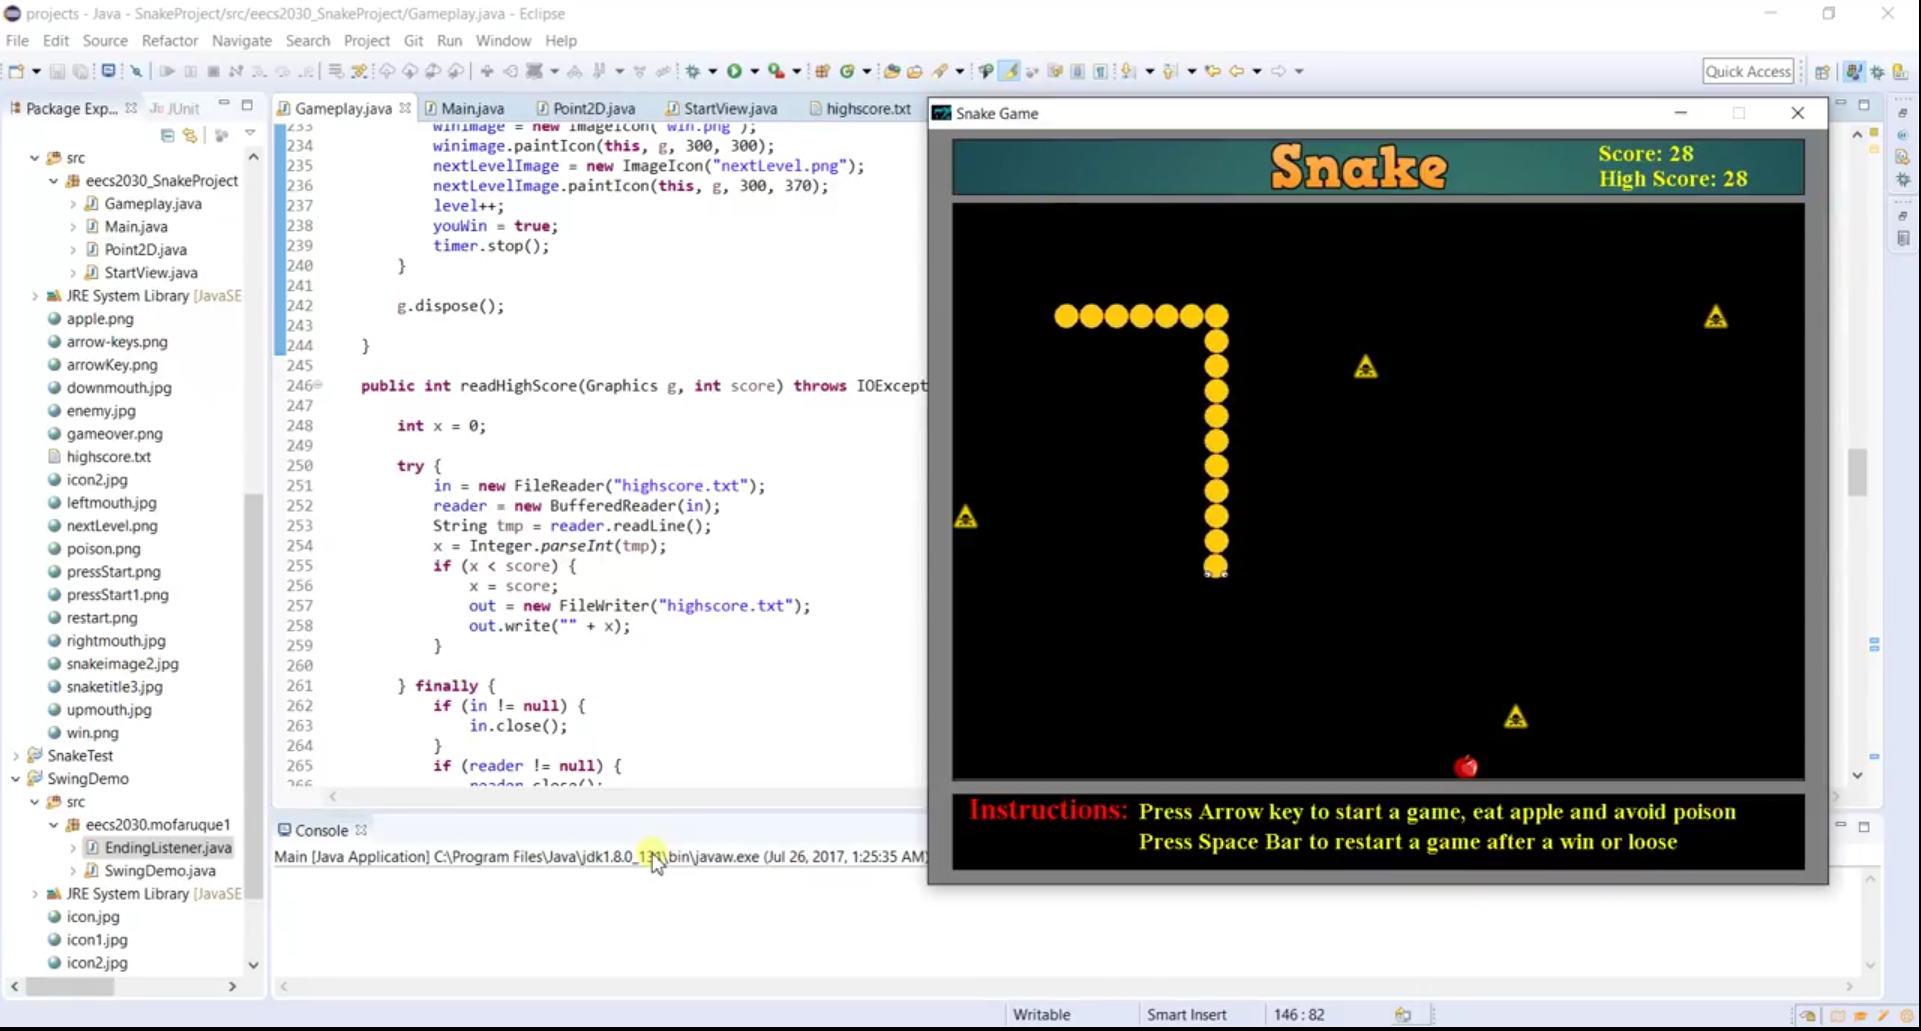 projects - Java - SnakeProject/src/eecs2030_SnakeProject/Gameplay.java - Eclipse
File Edit Source Refactor Navigate Search Project Git Run Window Help
Quick Access
Package Exp... JUnit
src
eecs2030_SnakeProject
Gameplay.java
Main.java
Point2D.java
StartView.java
JRE System Library [JavaSE
apple.png
arrow-keys.png
arrowKey.png
downmouth.jpg
enemy.jpg
gameover.png
highscore.txt
icon2.jpg
leftmouth.jpg
nextLevel.png
poison.png
pressStart.png
pressStart1.png
restart.png
rightmouth.jpg
snakeimage2.jpg
snaketitle3.jpg
upmouth.jpg
win.png
SnakeTest
SwingDemo
src
eecs2030.mofaruque1
EndingListener.java
SwingDemo.java
JRE System Library [JavaSE
icon.jpg
icon1.jpg
icon2.jpg
Gameplay.java Main.java Point2D.java StartView.java highscore.txt
233 winimage = new ImageIcon("win.png");
234 winimage.paintIcon(this, g, 300, 300);
235 nextLevelImage = new ImageIcon("nextLevel.png");
236 nextLevelImage.paintIcon(this, g, 300, 370);
237 level++;
238 youWin = true;
239 timer.stop();
240 }
241
242 g.dispose();
243
244 }
245
246 public int readHighScore(Graphics g, int score) throws IOExcept
247
248 int x = 0;
249
250 try {
251 in = new FileReader("highscore.txt");
252 reader = new BufferedReader(in);
253 String tmp = reader.readLine();
254 x = Integer.parseInt(tmp);
255 if (x < score) {
256 x = score;
257 out = new FileWriter("highscore.txt");
258 out.write("" + x);
259 }
260
261 } finally {
262 if (in != null) {
263 in.close();
264 }
265 if (reader != null) {
266 reader.close();
Console
Main [Java Application] C:\Program Files\Java\jdk1.8.0_131\bin\javaw.exe (Jul 26, 2017, 1:25:35 AM)
Snake Game
Snake
Score: 28
High Score: 28
Instructions: Press Arrow key to start a game, eat apple and avoid poison
Press Space Bar to restart a game after a win or loose
Writable Smart Insert 146 : 82